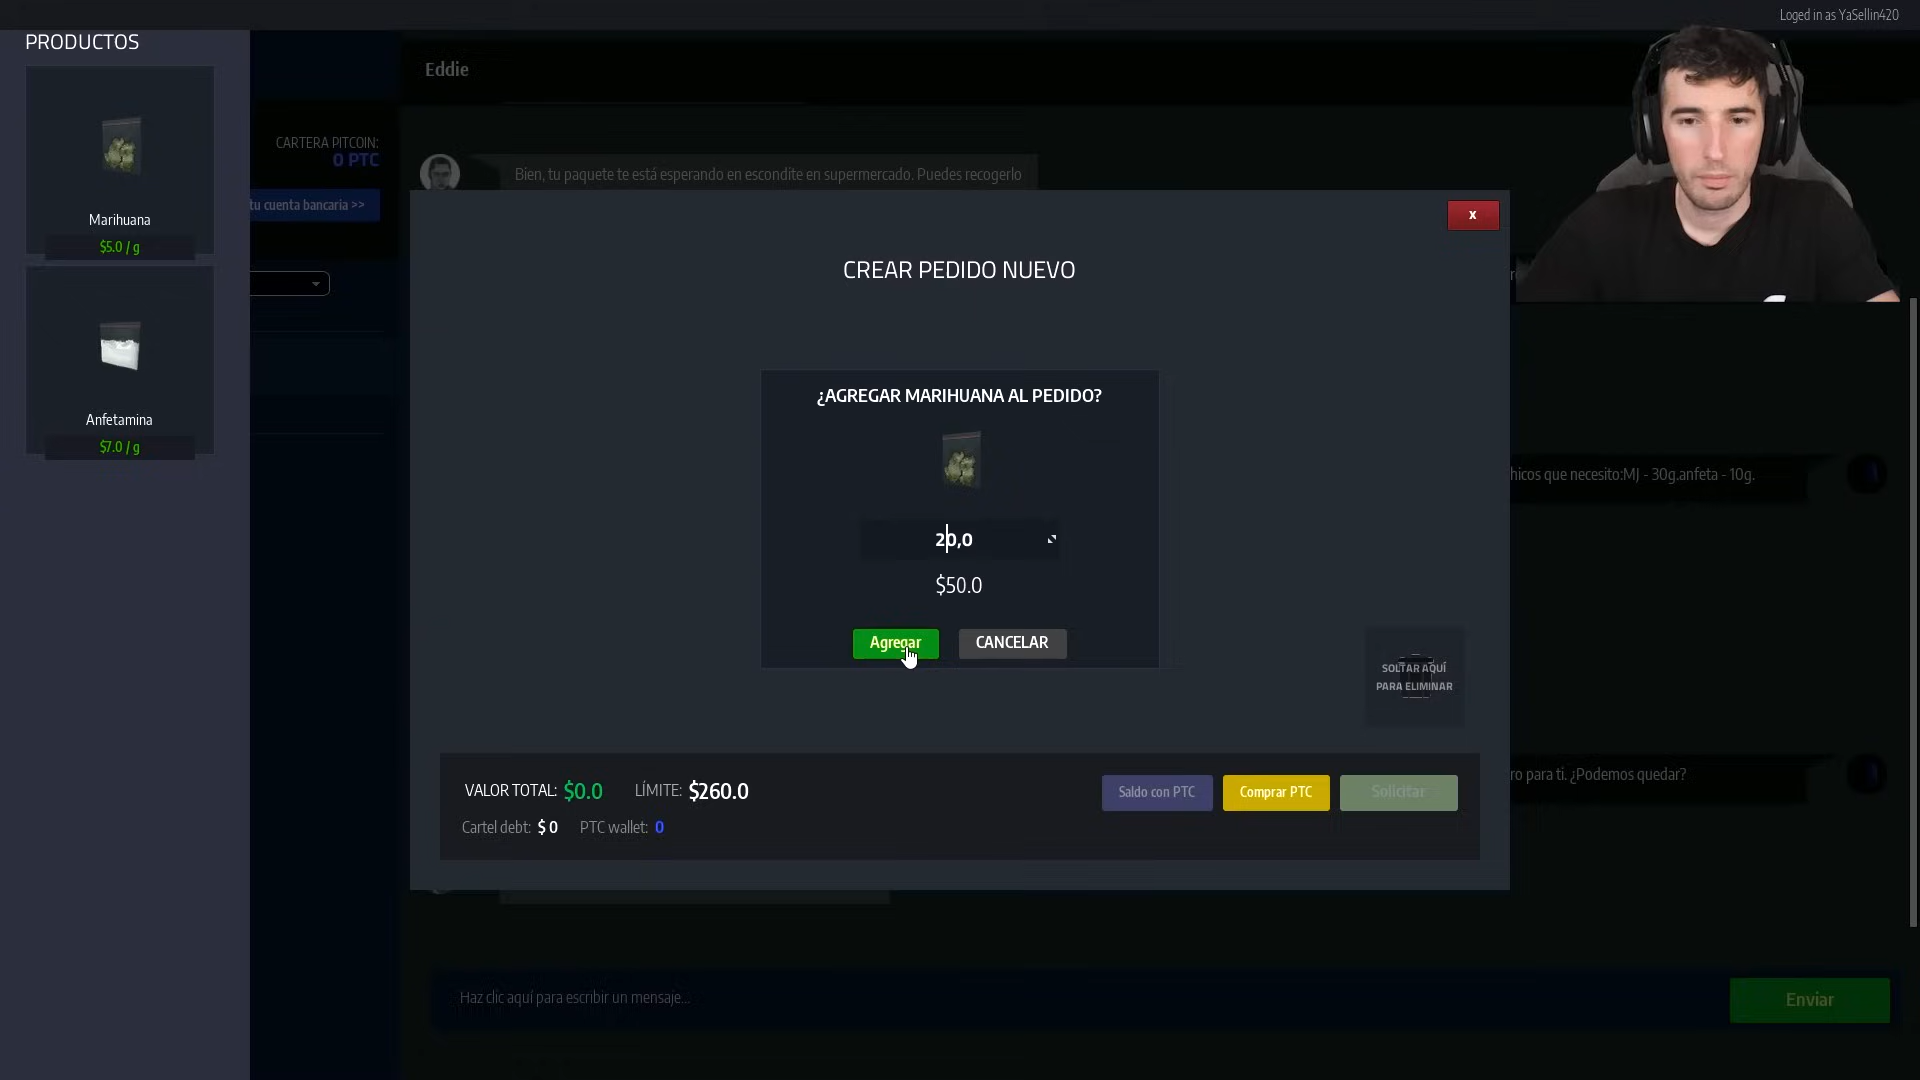 Loged in as YaSellin420
PRODUCTOS
Eddie
CARTERA PITCOIN:
0 PTC
Bien, tu paquete te está esperando en escondite en supermercado. Puedes recogerlo
tu cuenta bancaria >>
x
Marihuana
$5.0 / g
CREAR PEDIDO NUEVO
Anfetamina
$7.0 / g
¿AGREGAR MARIHUANA AL PEDIDO?
hicos que necesito:MJ - 30g.anfeta - 10g.
20,0
$50.0
Agregar
CANCELAR
SOLTAR AQUÍ
PARA ELIMINAR
VALOR TOTAL: $0.0 LÍMITE: $260.0
Saldo con PTC
Comprar PTC
Solicitar
ro para ti. ¿Podemos quedar?
Cartel debt: $ 0 PTC wallet: 0
Haz clic aquí para escribir un mensaje...
Enviar